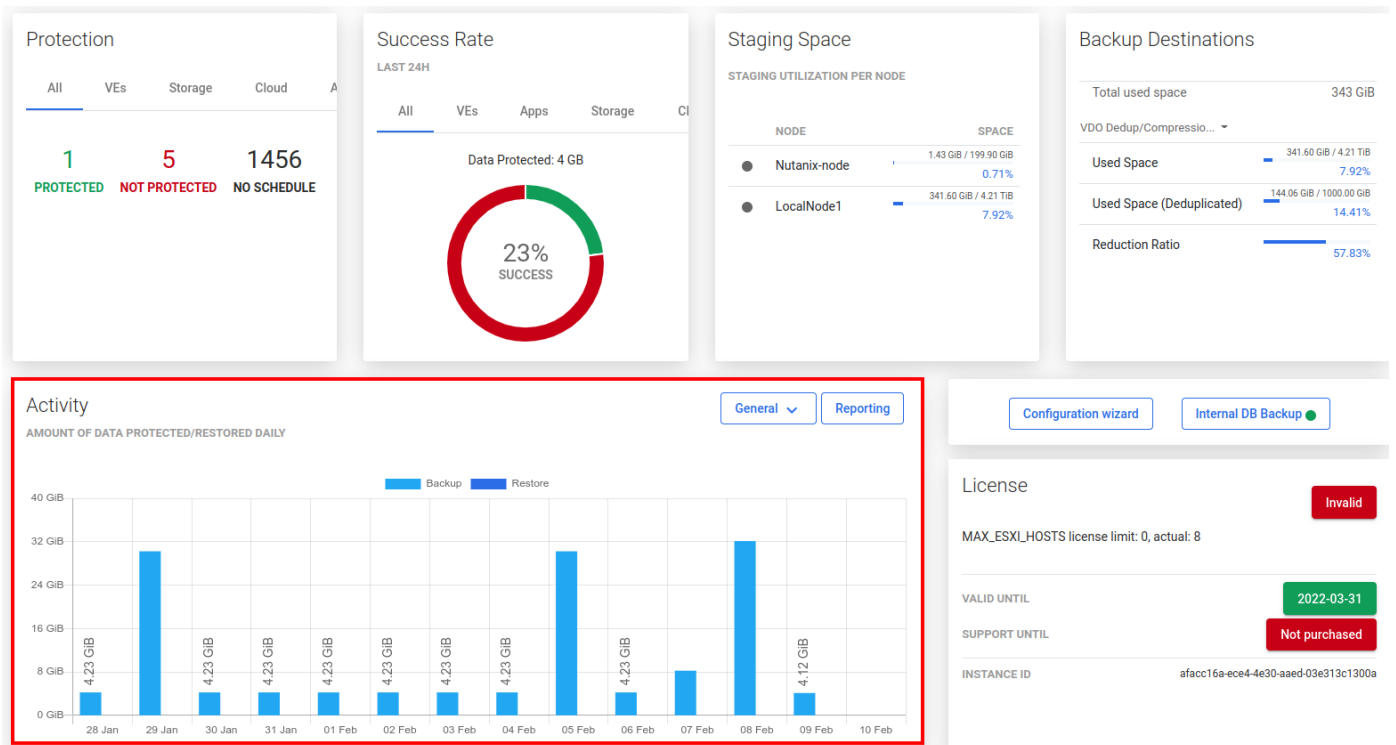 Protection
All VEs Storage Cloud
1 5 1456
PROTECTED NOT PROTECTED NO SCHEDULE
Success Rate
LAST 24H
All VEs Apps Storage Cl
Data Protected: 4 GB
23%
SUCCESS
Staging Space
STAGING UTILIZATION PER NODE
NODE SPACE
Nutanix-node 1.43 GiB / 199.90 GiB
0.71%
LocalNode1 341.60 GiB / 4.21 TiB
7.92%
Backup Destinations
Total used space 343 GiB
VDO Dedup/Compressio...
Used Space 341.60 GiB / 4.21 TiB
7.92%
Used Space (Deduplicated) 144.06 GiB / 1000.00 GiB
14.41%
Reduction Ratio
57.83%
Activity
General Reporting
AMOUNT OF DATA PROTECTED/RESTORED DAILY
Backup Restore
40 GiB
32 GiB
24 GiB
16 GiB
8 GiB
0 GiB
4.23 GiB 4.23 GiB 4.23 GiB 4.23 GiB 4.23 GiB 4.23 GiB 4.23 GiB 4.23 GiB 4.12 GiB
28 Jan 29 Jan 30 Jan 31 Jan 01 Feb 02 Feb 03 Feb 04 Feb 05 Feb 06 Feb 07 Feb 08 Feb 09 Feb 10 Feb
Configuration wizard Internal DB Backup
License
Invalid
MAX_ESXI_HOSTS license limit: 0, actual: 8
VALID UNTIL 2022-03-31
SUPPORT UNTIL Not purchased
INSTANCE ID afacc16a-ece4-4e30-aaed-03e313c1300a